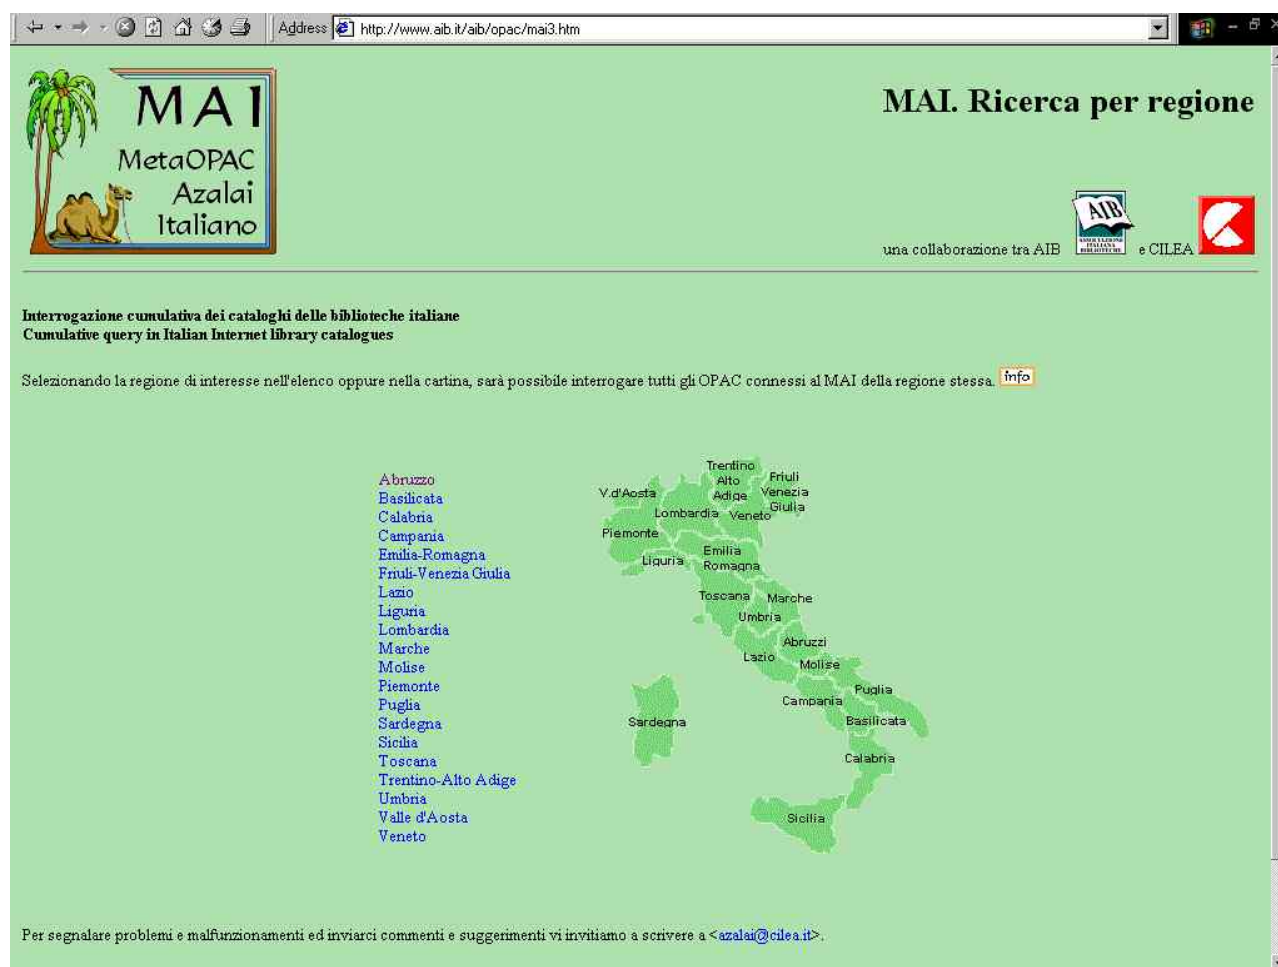 Address http://www.aib.it/aib/opac/mai3.htm
MAI
MetaOPAC
Azalai
Italiano
MAI. Ricerca per regione
una collaborazione tra AIB
AIB
ASSOCIAZIONE
ITALIANA
BIBLIOTECHE
e CILEA
Interrogazione cumulativa dei cataloghi delle biblioteche italiane
Cumulative query in Italian Internet library catalogues
Selezionando la regione di interesse nell'elenco oppure nella cartina, sarà possibile interrogare tutti gli OPAC connessi al MAI della regione stessa. info
Abruzzo
Basilicata
Calabria
Campania
Emilia-Romagna
Friuli-Venezia Giulia
Lazio
Liguria
Lombardia
Marche
Molise
Piemonte
Puglia
Sardegna
Sicilia
Toscana
Trentino-Alto Adige
Umbria
Valle d'Aosta
Veneto
Trentino
Alto
Adige
Friuli
Venezia
Giulia
V.d'Aosta
Lombardia
Veneto
Piemonte
Emilia
Romagna
Liguria
Toscana
Marche
Umbria
Abruzzi
Lazio
Molise
Puglia
Campania
Sardegna
Basilicata
Calabria
Sicilia
Per segnalare problemi e malfunzionamenti ed inviarci commenti e suggerimenti vi invitiamo a scrivere a <azalai@cilea.it>.